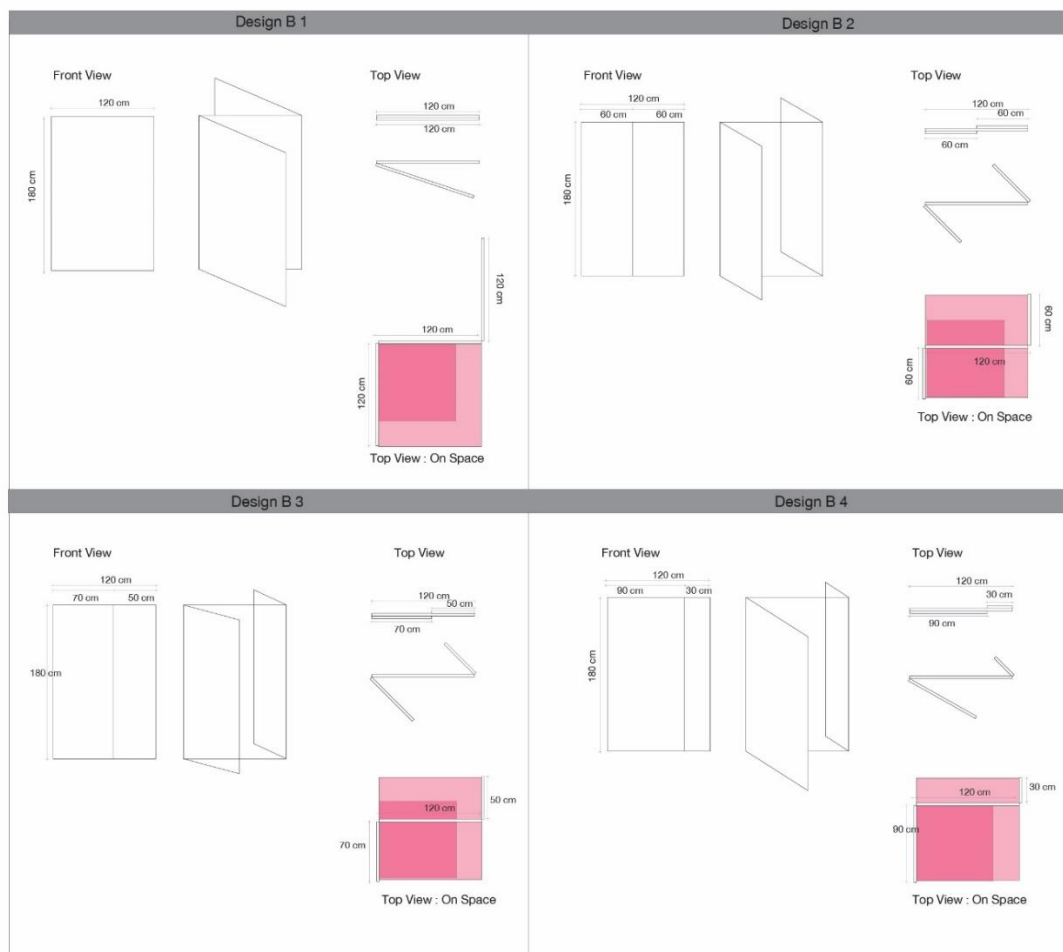 Design B 1
Front View
120 cm
180 cm
Top View
120 cm
120 cm
120 cm
120 cm
120 cm
Top View : On Space
Design B 2
Front View
120 cm
60 cm 60 cm
180 cm
Top View
120 cm
60 cm
60 cm
60 cm
120 cm
60 cm
Top View : On Space
Design B 3
Front View
120 cm
70 cm 50 cm
180 cm
Top View
120 cm
50 cm
70 cm
120 cm
50 cm
70 cm
Top View : On Space
Design B 4
Front View
120 cm
90 cm 30 cm
180 cm
Top View
120 cm
30 cm
90 cm
120 cm
30 cm
90 cm
Top View : On Space